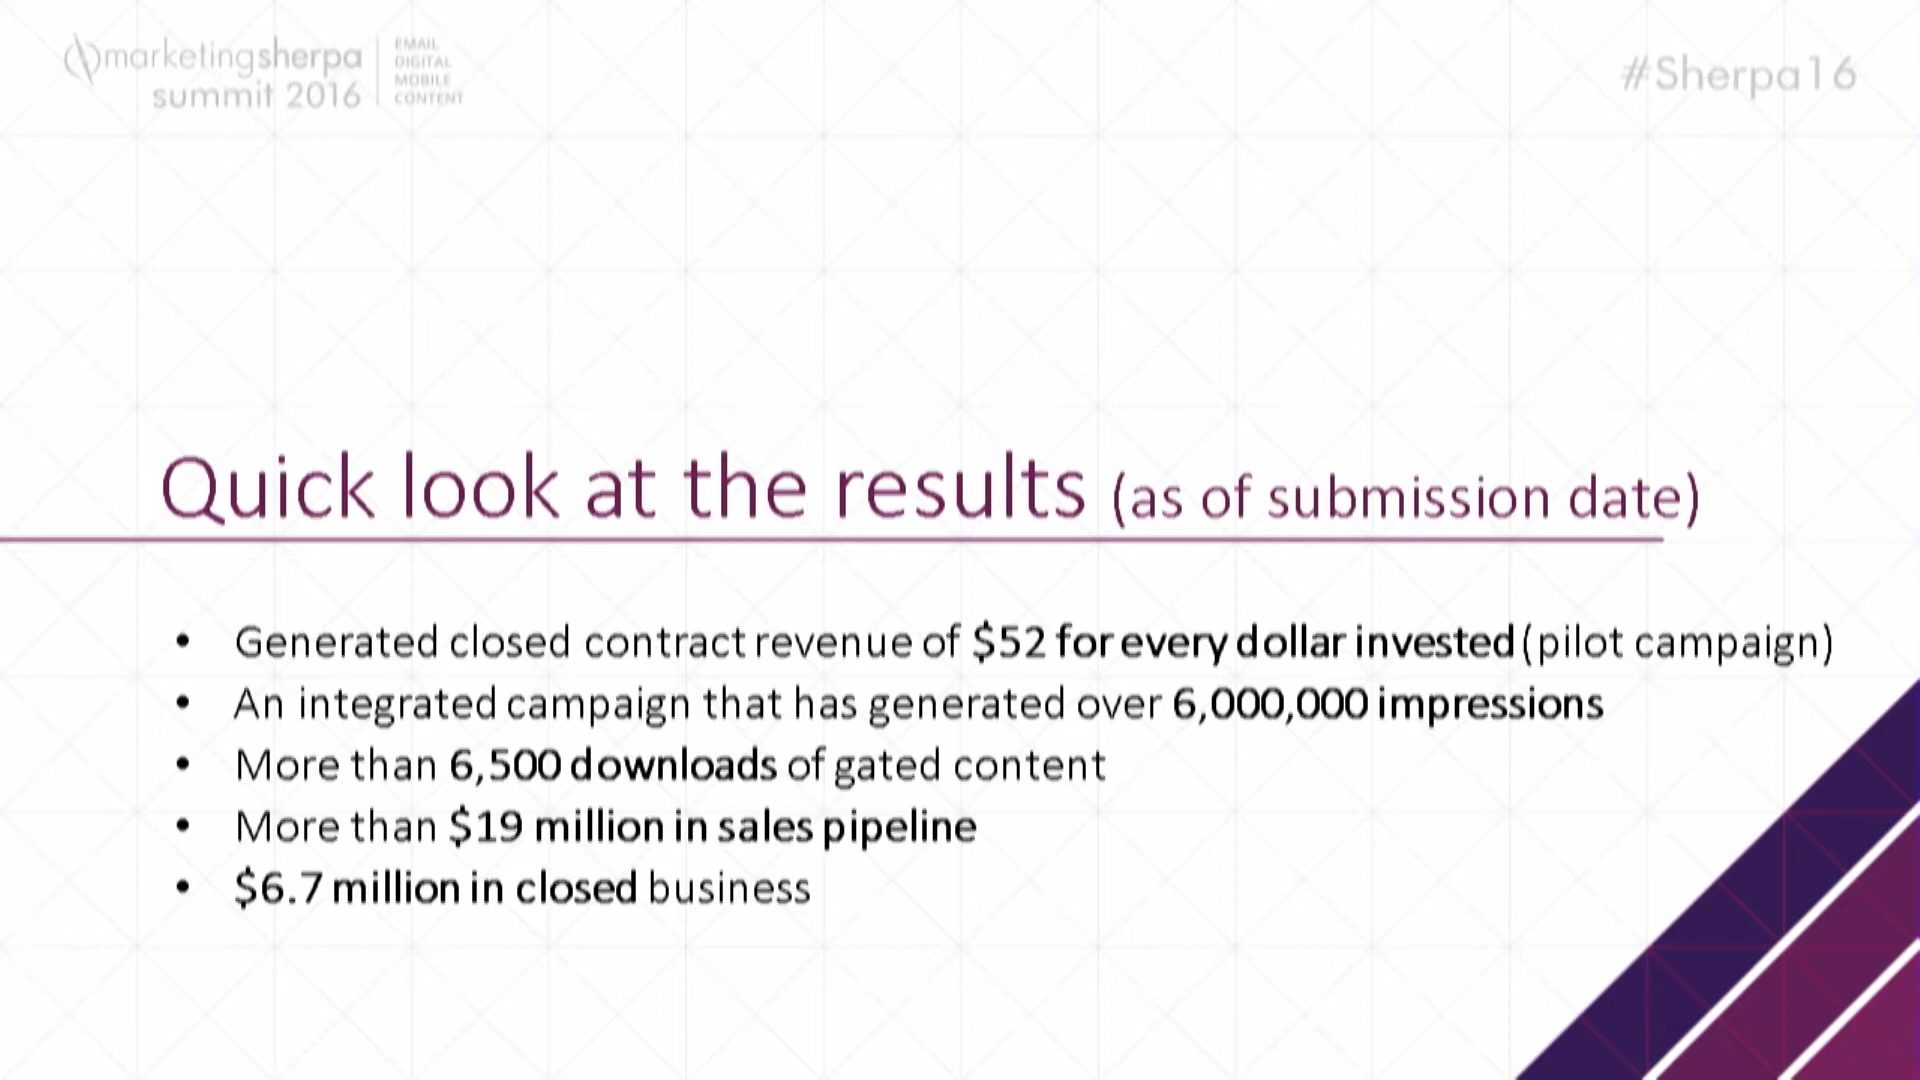 marketingsherpa
summit 2016
EMAIL
DIGITAL
MOBILE
CONTENT
#Sherpa16
Quick look at the results (as of submission date)
• Generated closed contract revenue of $52 for every dollar invested (pilot campaign)
• An integrated campaign that has generated over 6,000,000 impressions
• More than 6,500 downloads of gated content
• More than $19 million in sales pipeline
• $6.7 million in closed business